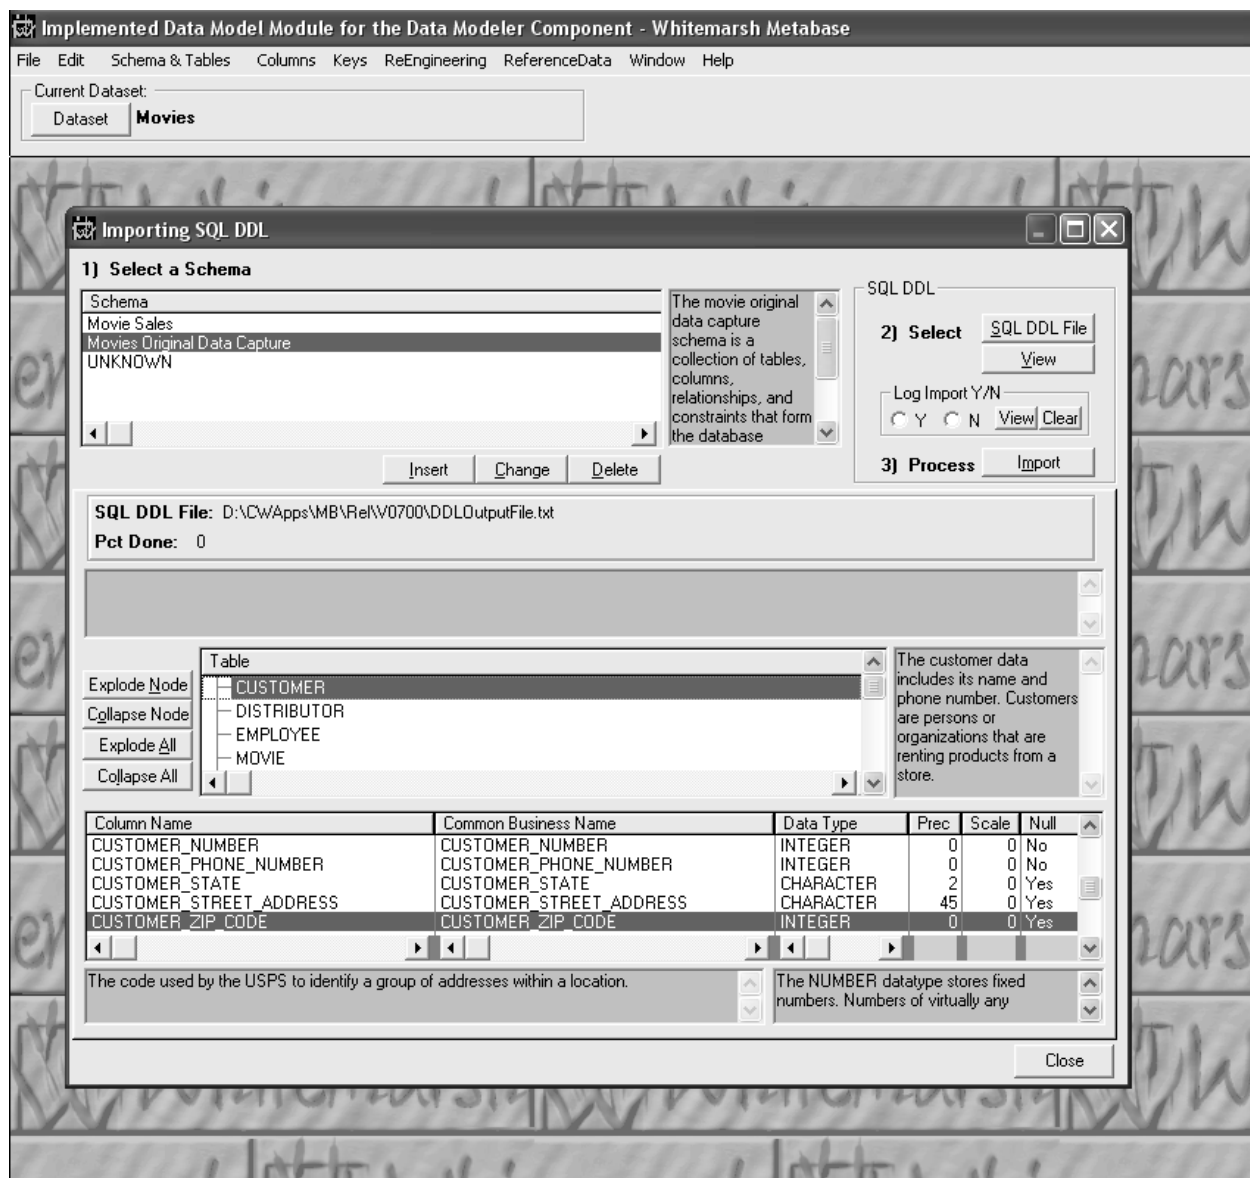 Implemented Data Model Module for the Data Modeler Component - Whitemarsh Metabase
File Edit Schema & Tables Columns Keys ReEngineering ReferenceData Window Help
Current Dataset:
Dataset Movies
Importing SQL DDL
1) Select a Schema
Schema
Movie Sales
Movies Original Data Capture
UNKNOWN
The movie original
data capture
schema is a
collection of tables,
columns,
relationships, and
constraints that form
the database
SQL DDL
2) Select SQL DDL File
View
Log Import Y/N
Y N View Clear
3) Process Import
Insert Change Delete
SQL DDL File: D:\CWApps\MB\Rel\V0700\DDLOutputFile.txt
Pct Done: 0
Explode Node
Collapse Node
Explode All
Collapse All
Table
CUSTOMER
DISTRIBUTOR
EMPLOYEE
MOVIE
The customer data
includes its name and
phone number. Customers
are persons or
organizations that are
renting products from a
store.
Column Name Common Business Name Data Type Prec Scale Null
CUSTOMER_NUMBER CUSTOMER_NUMBER INTEGER 0 0 No
CUSTOMER_PHONE_NUMBER CUSTOMER_PHONE_NUMBER INTEGER 0 0 No
CUSTOMER_STATE CUSTOMER_STATE CHARACTER 2 0 Yes
CUSTOMER_STREET_ADDRESS CUSTOMER_STREET_ADDRESS CHARACTER 45 0 Yes
CUSTOMER_ZIP_CODE CUSTOMER_ZIP_CODE INTEGER 0 0 Yes
The code used by the USPS to identify a group of addresses within a location.
The NUMBER datatype stores fixed
numbers. Numbers of virtually any
Close